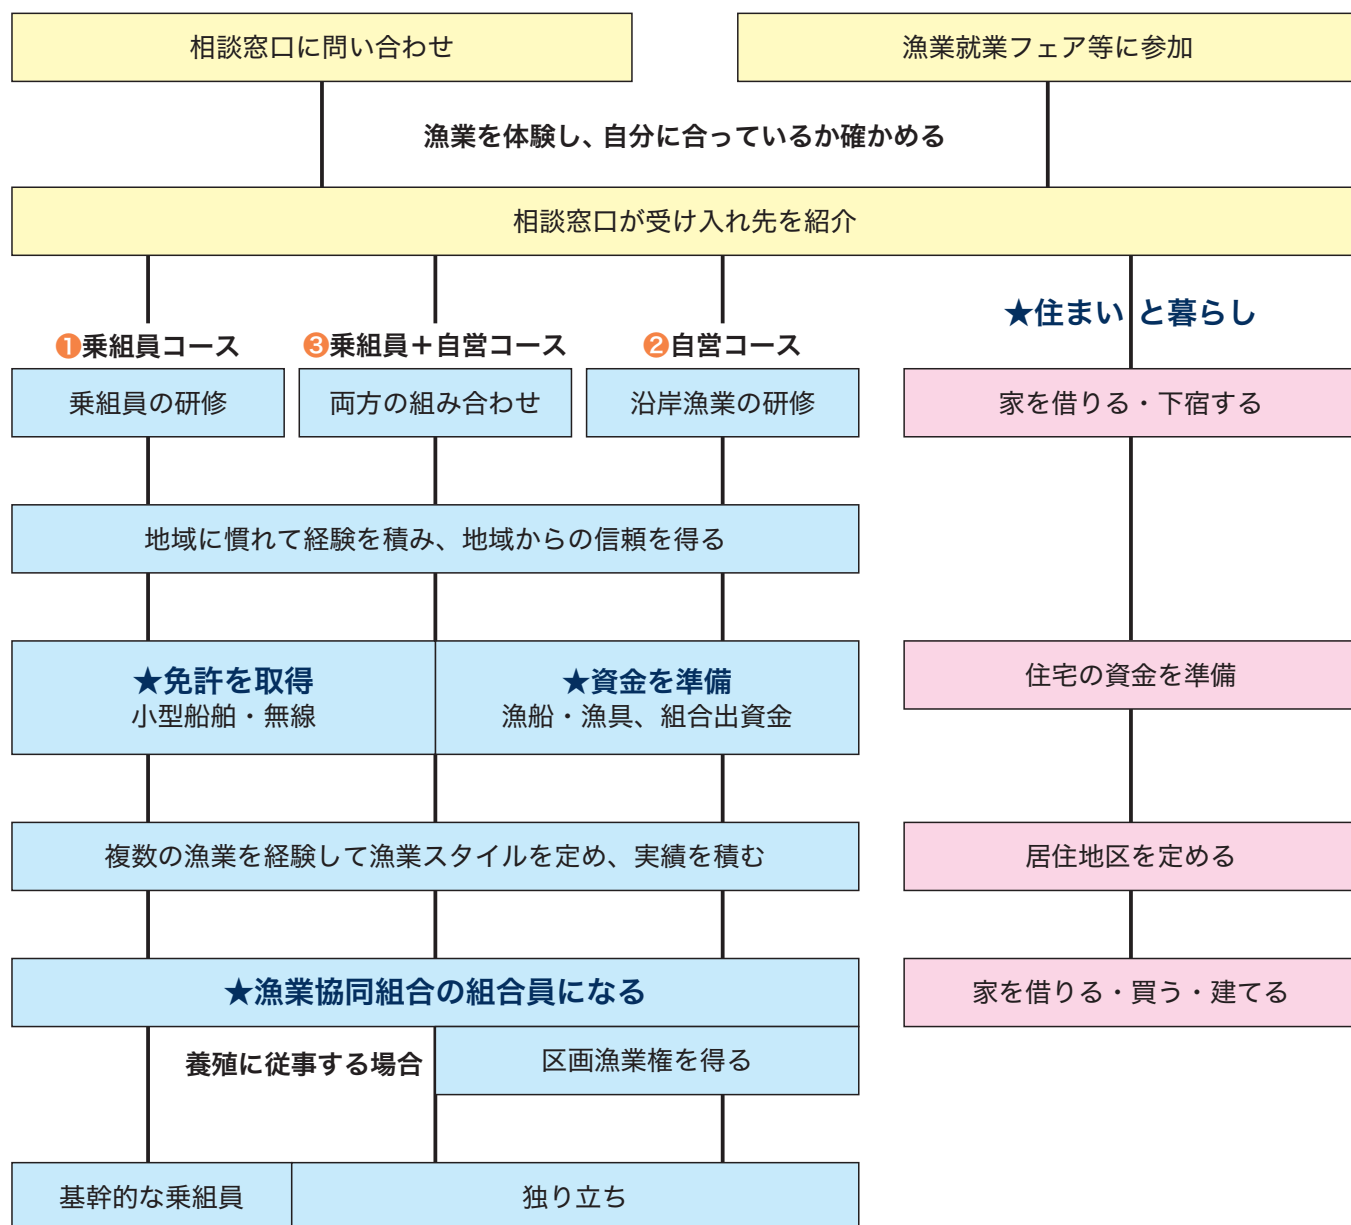 相談窓口に問い合わせ
漁業就業フェア等に参加
漁業を体験し、自分に合っているか確かめる
相談窓口が受け入れ先を紹介
★住まいと暮らし
❶乗組員コース
❸乗組員＋自営コース
❷自営コース
乗組員の研修
両方の組み合わせ
沿岸漁業の研修
家を借りる・下宿する
地域に慣れて経験を積み、地域からの信頼を得る
★免許を取得
小型船舶・無線
★資金を準備
漁船・漁具、組合出資金
住宅の資金を準備
複数の漁業を経験して漁業スタイルを定め、実績を積む
居住地区を定める
★漁業協同組合の組合員になる
家を借りる・買う・建てる
養殖に従事する場合
区画漁業権を得る
基幹的な乗組員
独り立ち